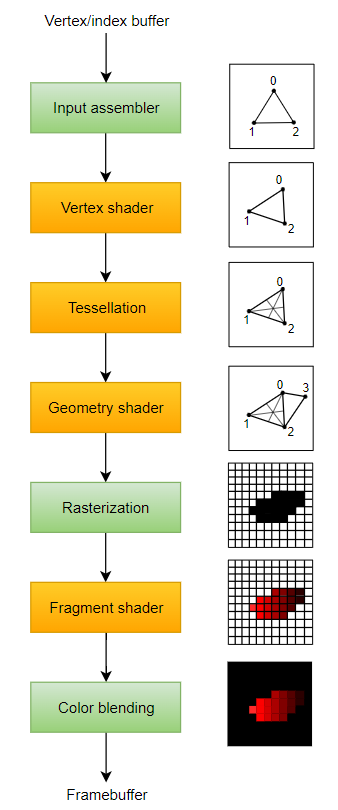 Vertex/index buffer
Input assembler
0
1
2
Vertex shader
0
1
2
Tessellation
0
1
2
Geometry shader
0
3
1
2
Rasterization
Fragment shader
Color blending
Framebuffer